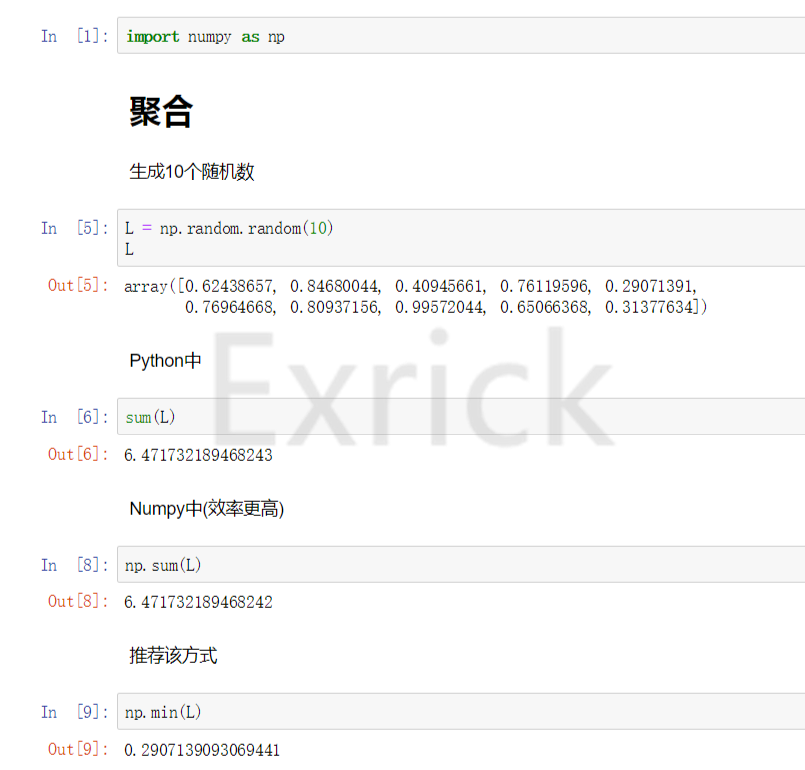 In [1]: import numpy as np
聚合
生成10个随机数
In [5]: L = np.random.random(10)
L
Out[5]: array([0.62438657, 0.84680044, 0.40945661, 0.76119596, 0.29071391,
0.76964668, 0.80937156, 0.99572044, 0.65066368, 0.31377634])
Exrick
Python中
In [6]: sum(L)
Out[6]: 6.471732189468243
Numpy中(效率更高)
In [8]: np.sum(L)
Out[8]: 6.471732189468242
推荐该方式
In [9]: np.min(L)
Out[9]: 0.2907139093069441